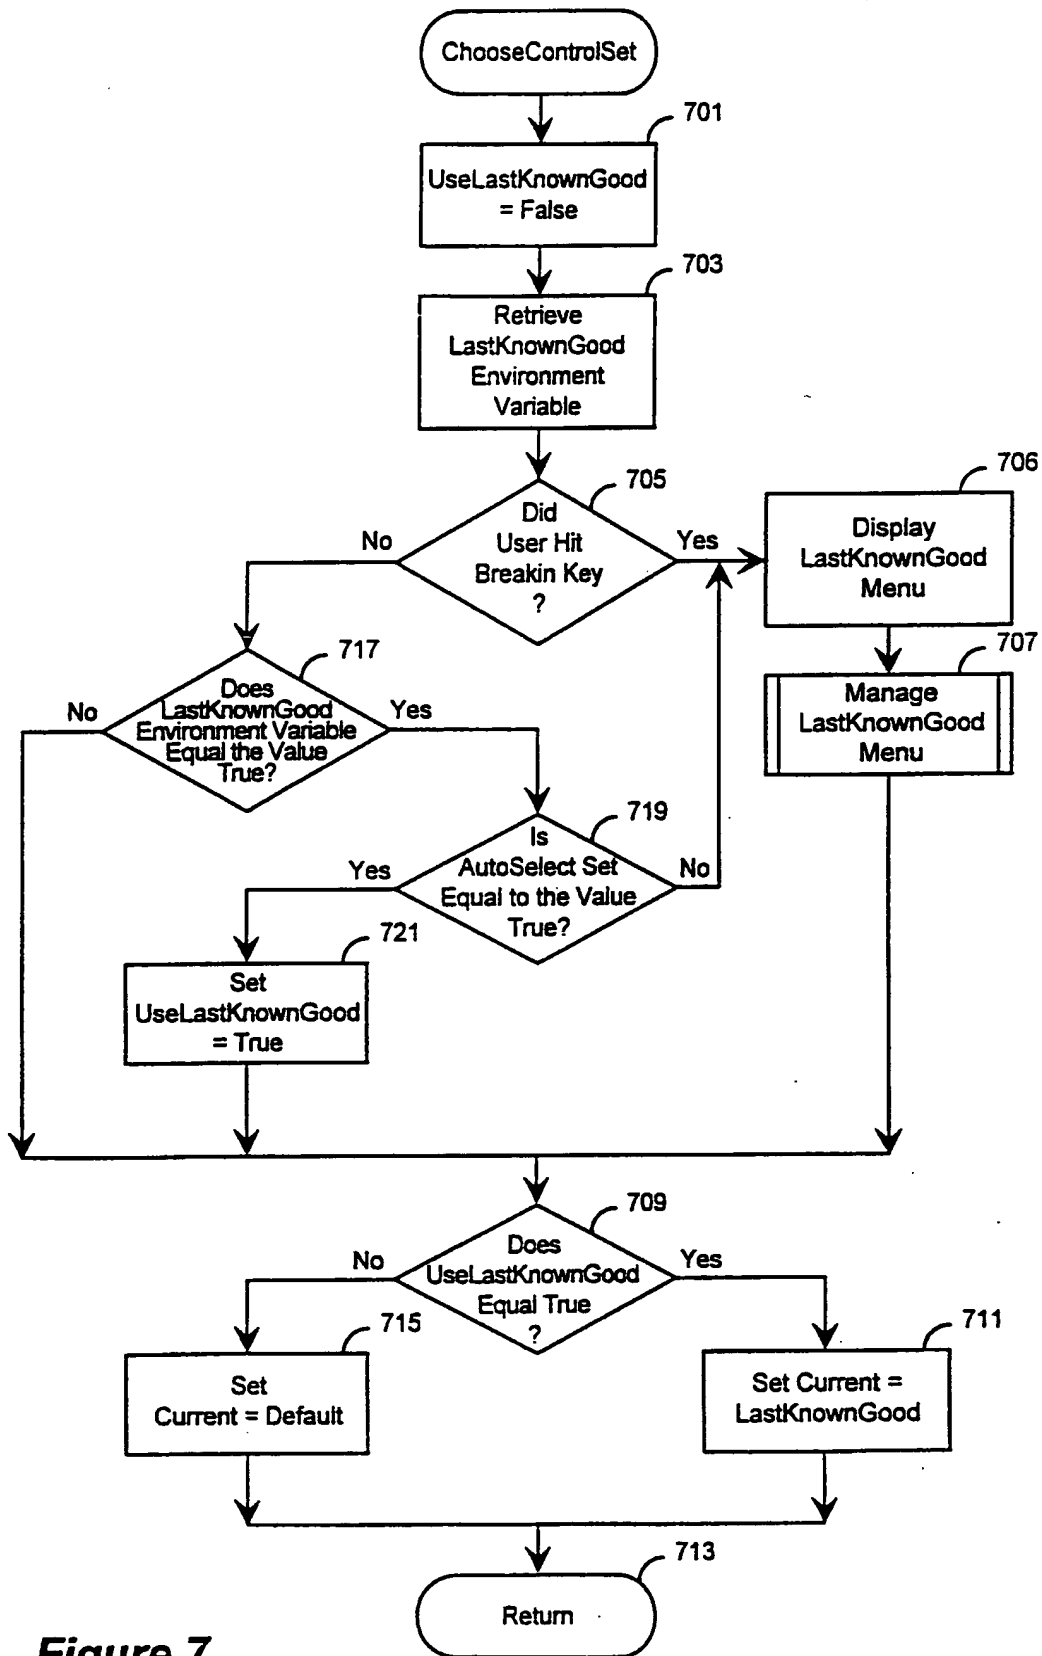 ChooseControlSet
701
UseLastKnownGood
= False
703
Retrieve
LastKnownGood
Environment
Variable
705
Did
User Hit
Breakin Key
?
No
Yes
706
Display
LastKnownGood
Menu
707
Manage
LastKnownGood
Menu
717
Does
LastKnownGood
Environment Variable
Equal the Value
True?
No
Yes
719
Is
AutoSelect Set
Equal to the Value
True?
Yes
No
721
Set
UseLastKnownGood
= True
709
Does
UseLastKnownGood
Equal True
?
No
Yes
715
Set
Current = Default
711
Set Current =
LastKnownGood
713
Return
Figure 7